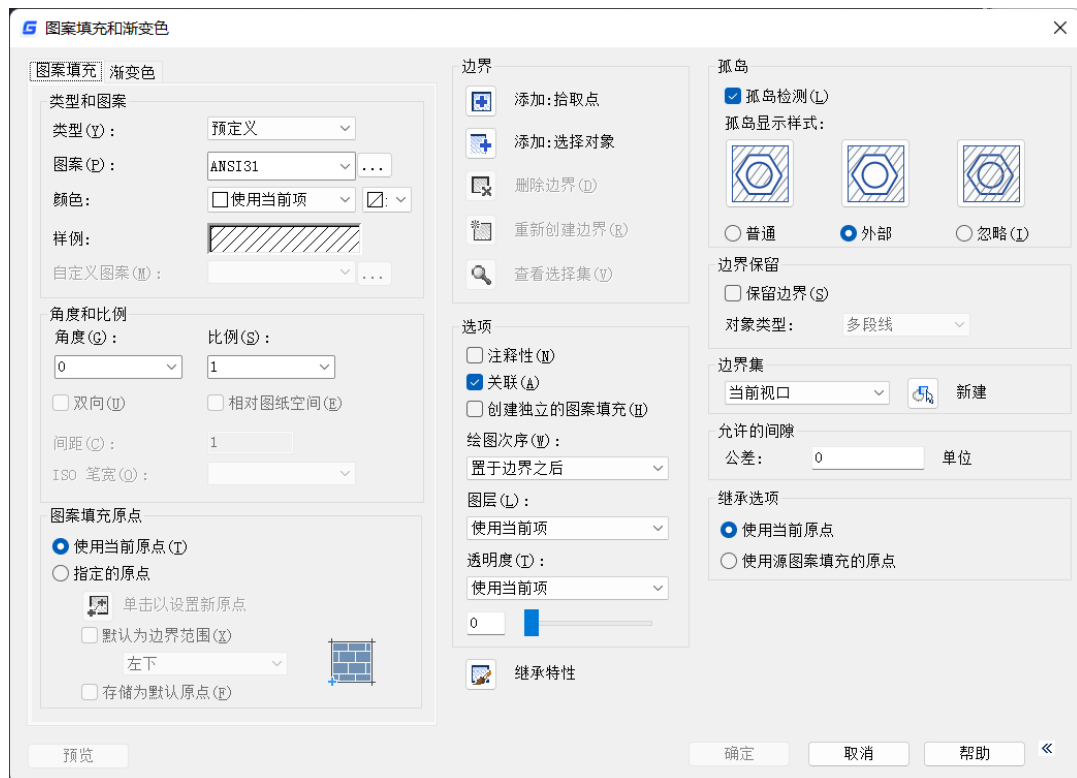 图案填充和渐变色
图案填充 渐变色
类型和图案
类型(Y): 预定义
图案(P): ANSI31 ...
颜色: 使用当前项
样例:
自定义图案(M): ...
角度和比例
角度(G): 比例(S):
0 1
双向(U) 相对图纸空间(E)
间距(C): 1
ISO 笔宽(O):
图案填充原点
使用当前原点(T)
指定的原点
单击以设置新原点
默认为边界范围(X)
左下
存储为默认原点(F)
预览
边界
添加:拾取点
添加:选择对象
删除边界(D)
重新创建边界(R)
查看选择集(V)
选项
注释性(N)
关联(A)
创建独立的图案填充(H)
绘图次序(W):
置于边界之后
图层(L):
使用当前项
透明度(T):
使用当前项
0
继承特性
孤岛
孤岛检测(L)
孤岛显示样式:
普通 外部 忽略(I)
边界保留
保留边界(S)
对象类型: 多段线
边界集
当前视口 新建
允许的间隙
公差: 0 单位
继承选项
使用当前原点
使用源图案填充的原点
确定 取消 帮助